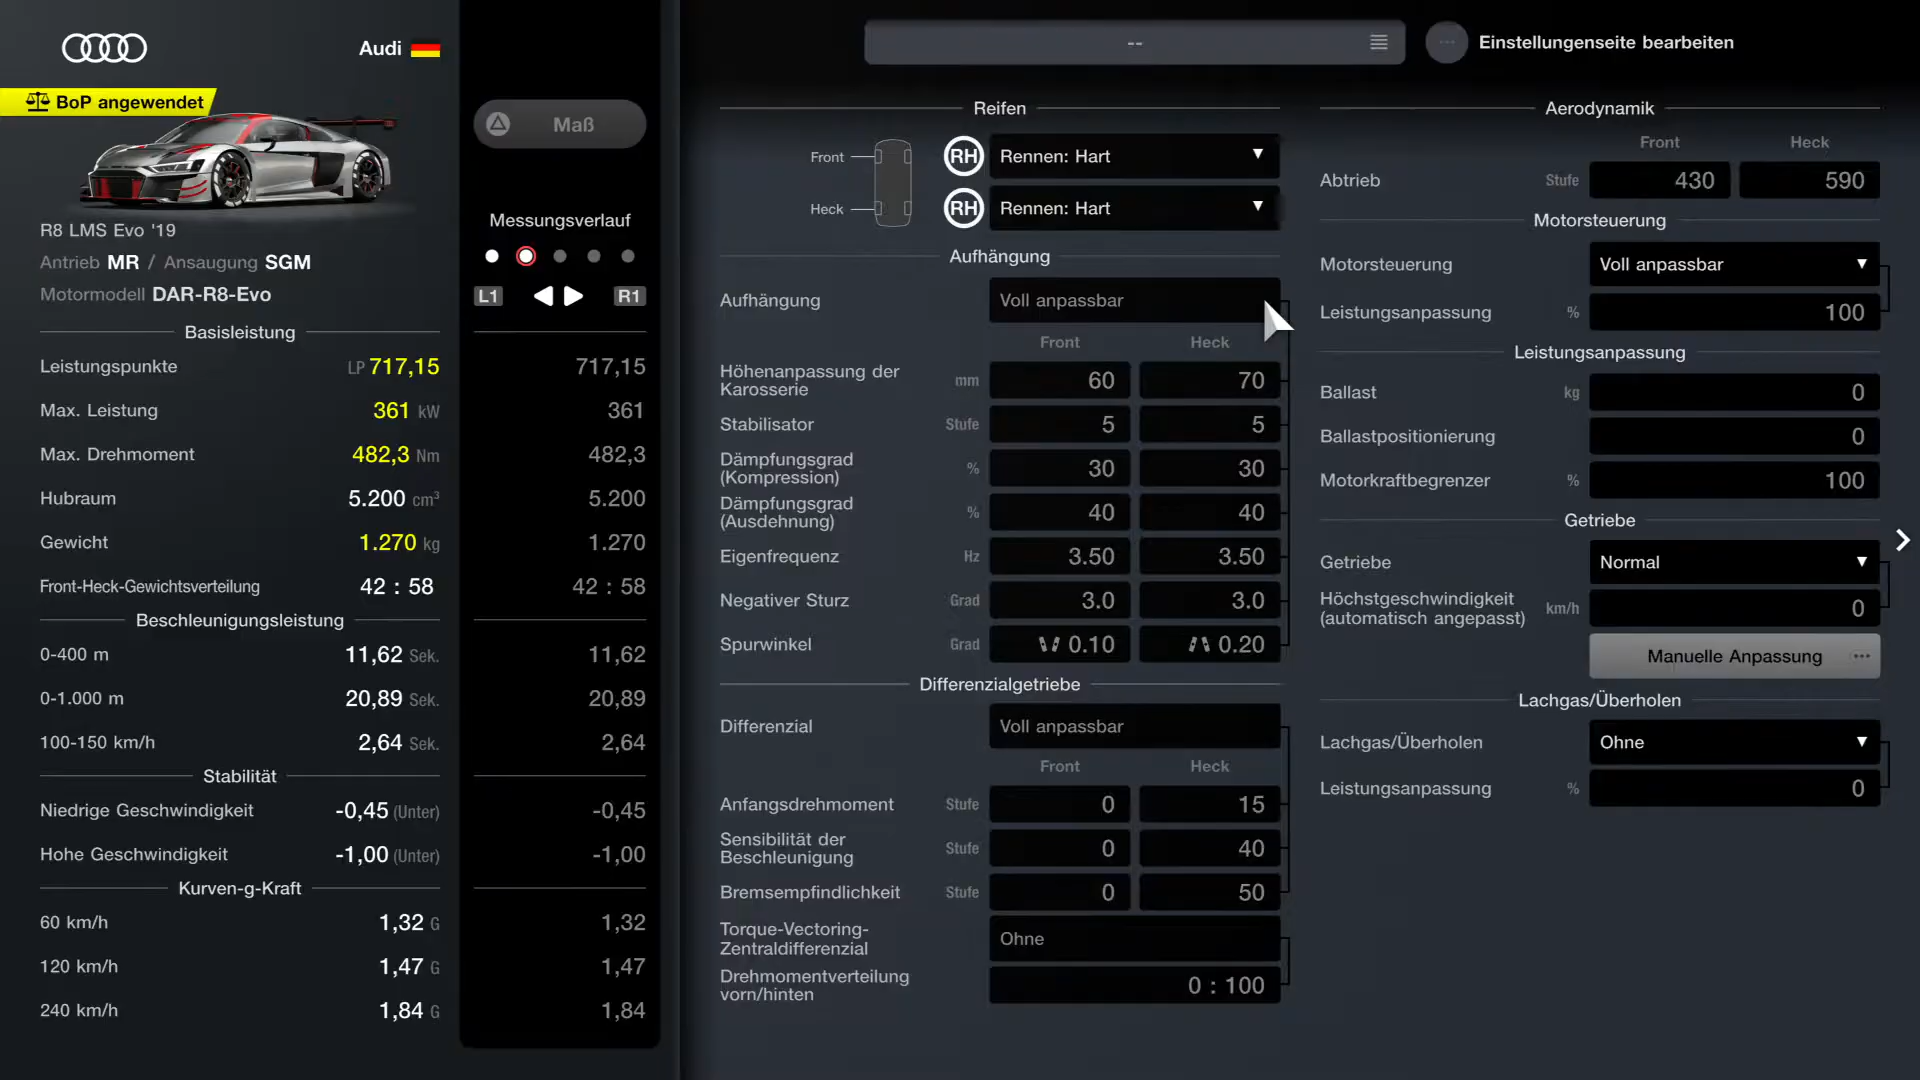 Audi
BoP angewendet
R8 LMS Evo '19
Antrieb MR / Ansaugung SGM
Motormodell DAR-R8-Evo
Basisleistung
Leistungspunkte LP 717,15
Max. Leistung 361 kW
Max. Drehmoment 482,3 Nm
Hubraum 5.200 cm³
Gewicht 1.270 kg
Front-Heck-Gewichtsverteilung 42 : 58
Beschleunigungsleistung
0-400 m 11,62 Sek.
0-1.000 m 20,89 Sek.
100-150 km/h 2,64 Sek.
Stabilität
Niedrige Geschwindigkeit -0,45 (Unter)
Hohe Geschwindigkeit -1,00 (Unter)
Kurven-g-Kraft
60 km/h 1,32 G
120 km/h 1,47 G
240 km/h 1,84 G
Maß
Messungsverlauf
L1 R1
717,15
361
482,3
5.200
1.270
42 : 58
11,62
20,89
2,64
-0,45
-1,00
1,32
1,47
1,84
--
Einstellungenseite bearbeiten
Reifen
Front RH Rennen: Hart
Heck RH Rennen: Hart
Aufhängung
Aufhängung Voll anpassbar
Front Heck
Höhenanpassung der
Karosserie mm 60 70
Stabilisator Stufe 5 5
Dämpfungsgrad
(Kompression) % 30 30
Dämpfungsgrad
(Ausdehnung) % 40 40
Eigenfrequenz Hz 3.50 3.50
Negativer Sturz Grad 3.0 3.0
Spurwinkel Grad 0.10 0.20
Differenzialgetriebe
Differenzial Voll anpassbar
Front Heck
Anfangsdrehmoment Stufe 0 15
Sensibilität der
Beschleunigung Stufe 0 40
Bremsempfindlichkeit Stufe 0 50
Torque-Vectoring-
Zentraldifferenzial Ohne
Drehmomentverteilung
vorn/hinten 0 : 100
Aerodynamik
Front Heck
Abtrieb Stufe 430 590
Motorsteuerung
Motorsteuerung Voll anpassbar
Leistungsanpassung % 100
Leistungsanpassung
Ballast kg 0
Ballastpositionierung 0
Motorkraftbegrenzer % 100
Getriebe
Getriebe Normal
Höchstgeschwindigkeit
(automatisch angepasst) km/h 0
Manuelle Anpassung
Lachgas/Überholen
Lachgas/Überholen Ohne
Leistungsanpassung % 0